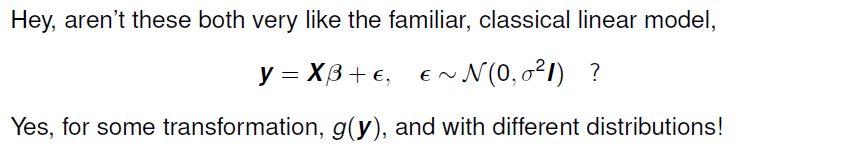 Hey, aren't these both very like the familiar, classical linear model,
y = Xβ + ϵ, ϵ ∼ N(0, σ²I) ?
Yes, for some transformation, g(y), and with different distributions!